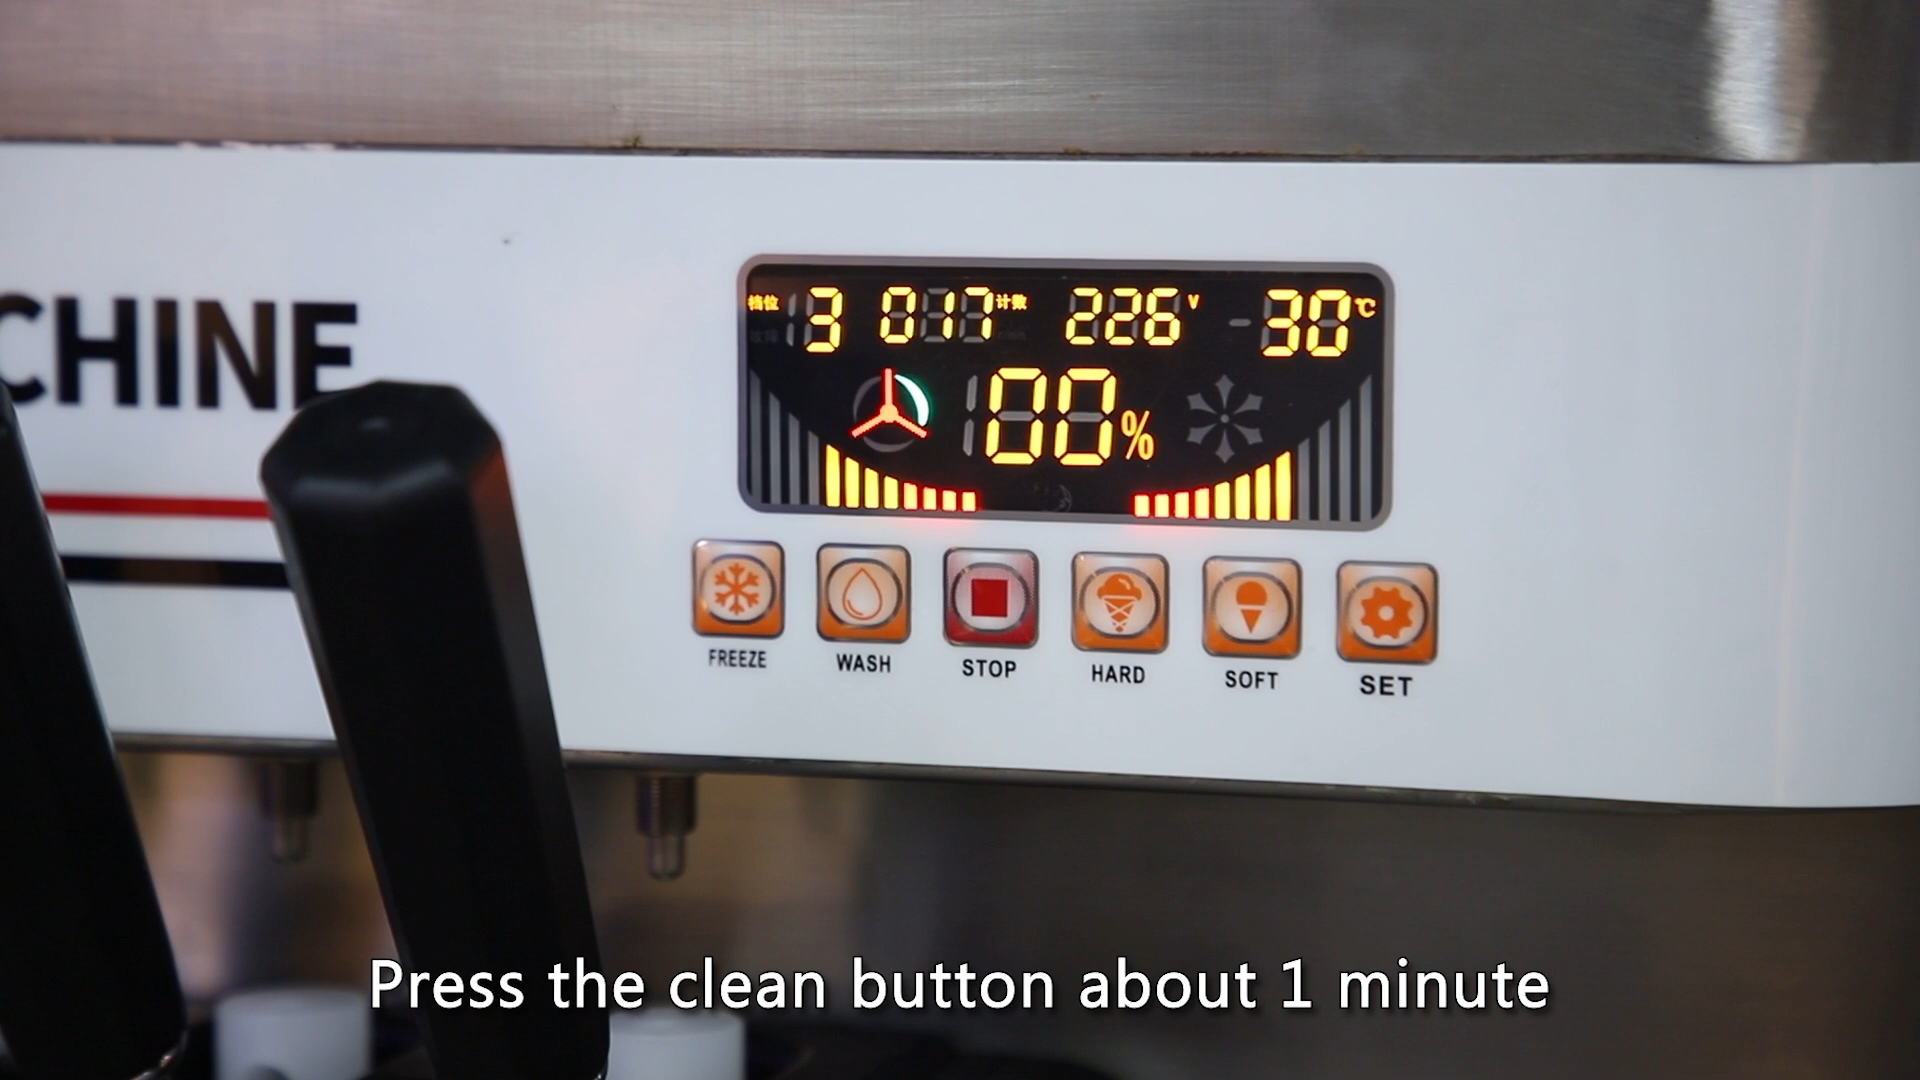 CHINE
档位 3 017 计数 226 V 30 ℃
00 %
FREEZE WASH STOP HARD SOFT SET
Press the clean button about 1 minute